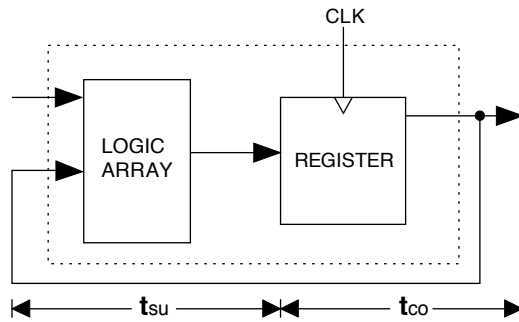 CLK
LOGIC
ARRAY
REGISTER
tsu
tco